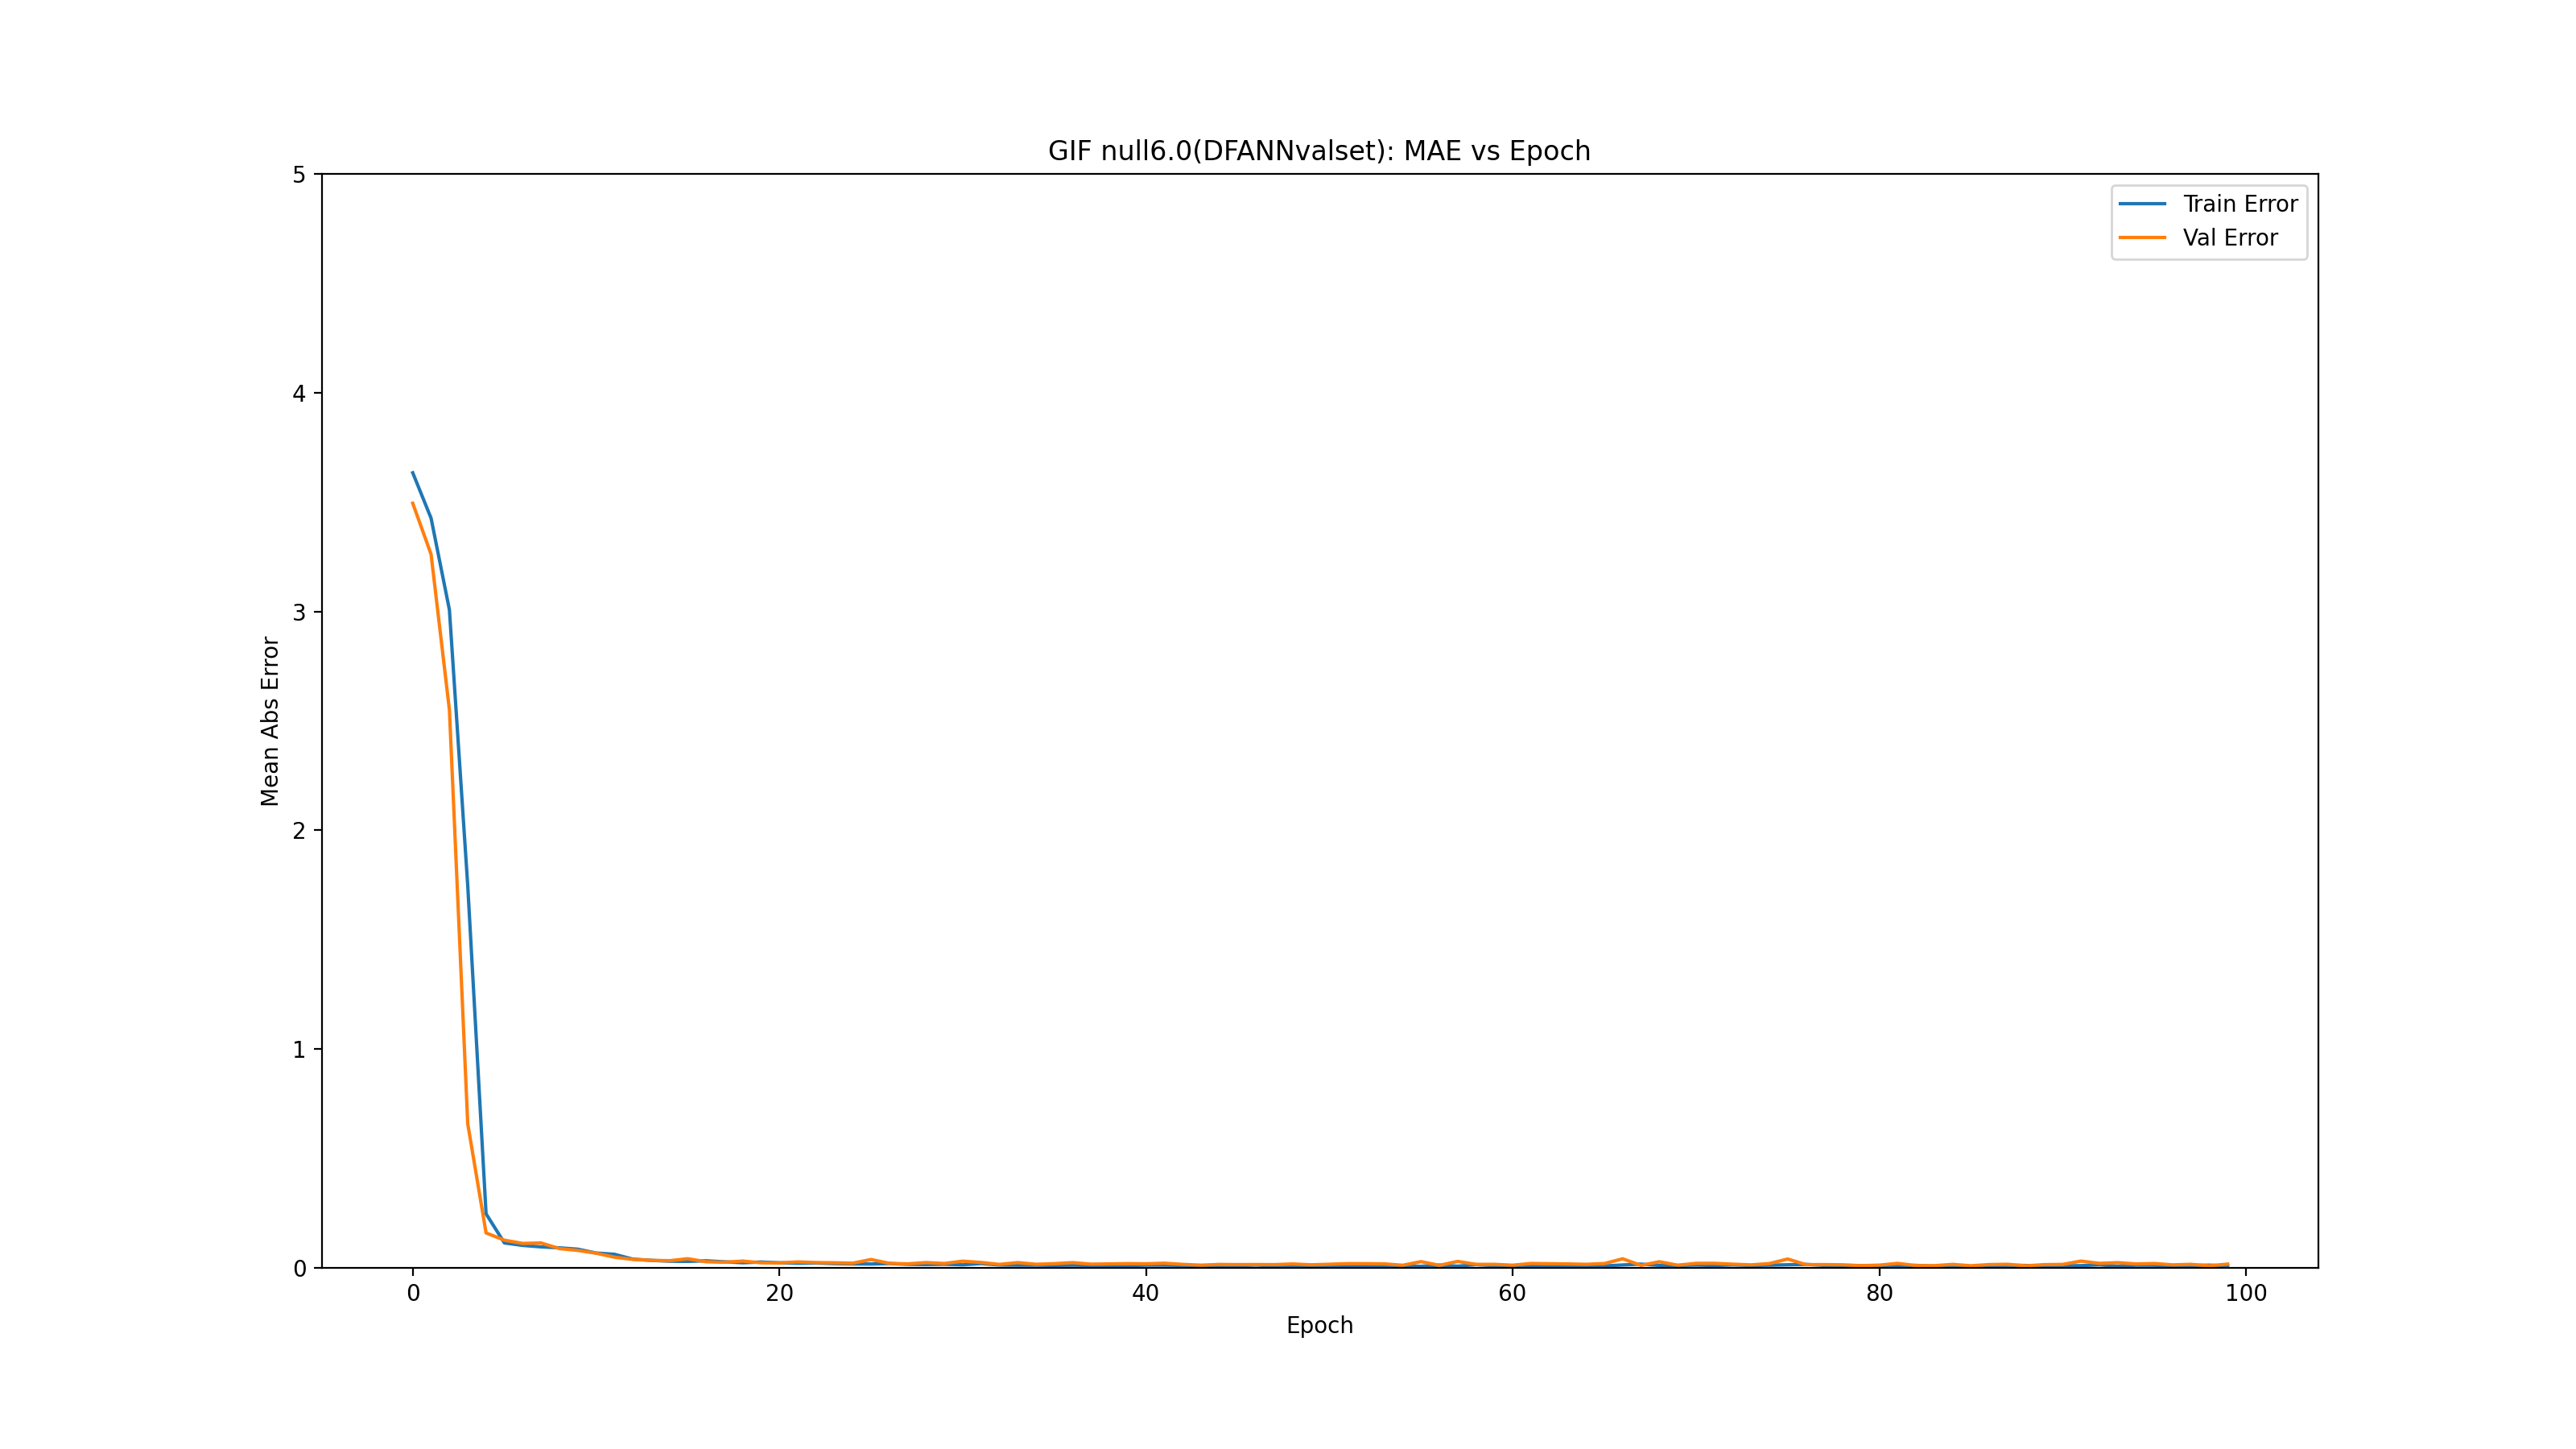 GIF null6.0(DFANNvalset): MAE vs Epoch
5
4
3
2
1
0
Mean Abs Error
Train Error
Val Error
0
20
40
60
80
100
Epoch